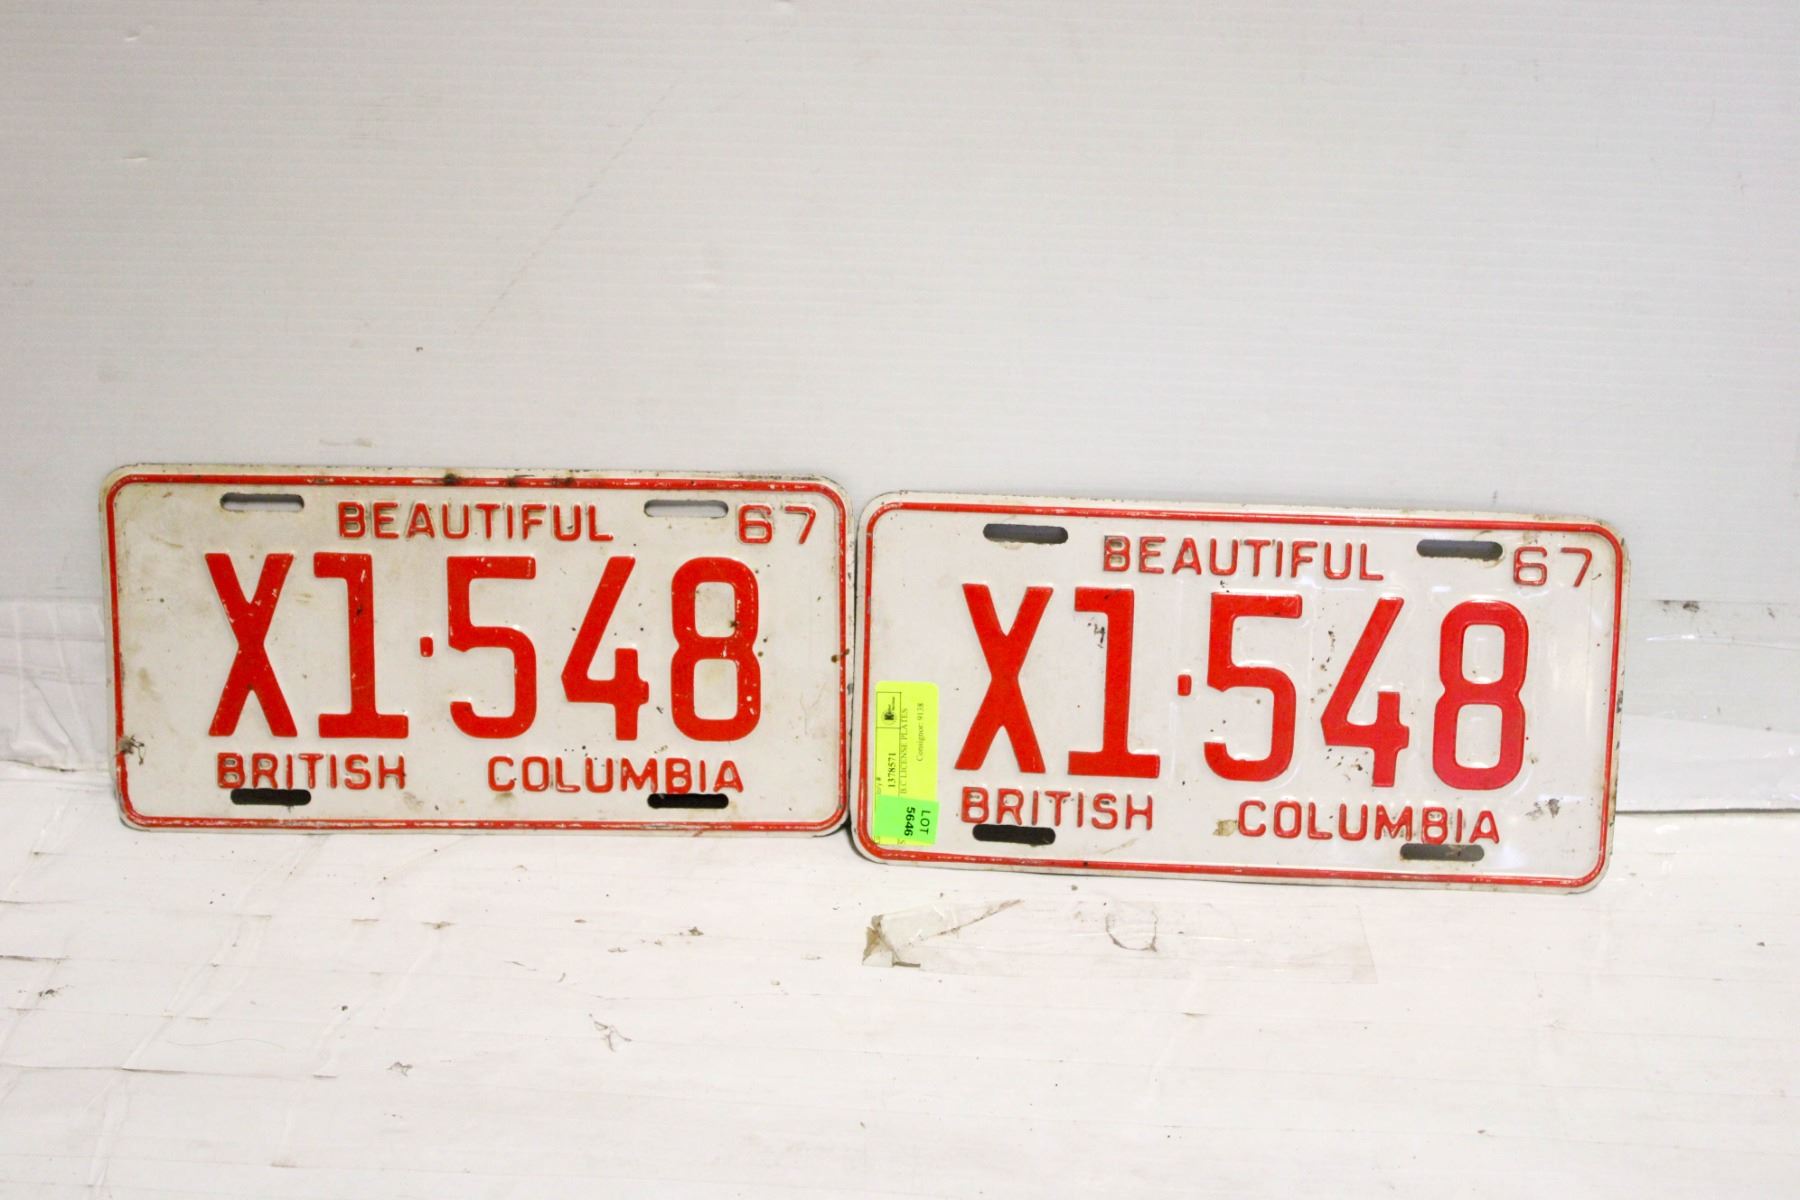 BEAUTIFUL 67
X1·548
BRITISH COLUMBIA
BEAUTIFUL 67
X1·548
BRITISH COLUMBIA
1378571
B.C LICENSE PLATES
Consignor: 9138
LOT
5646